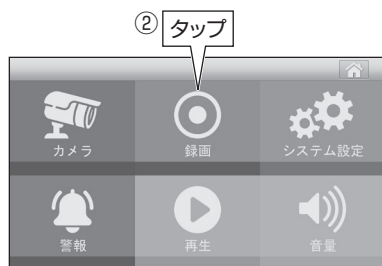 ② タップ
カメラ 録画 システム設定
警報 再生 音量